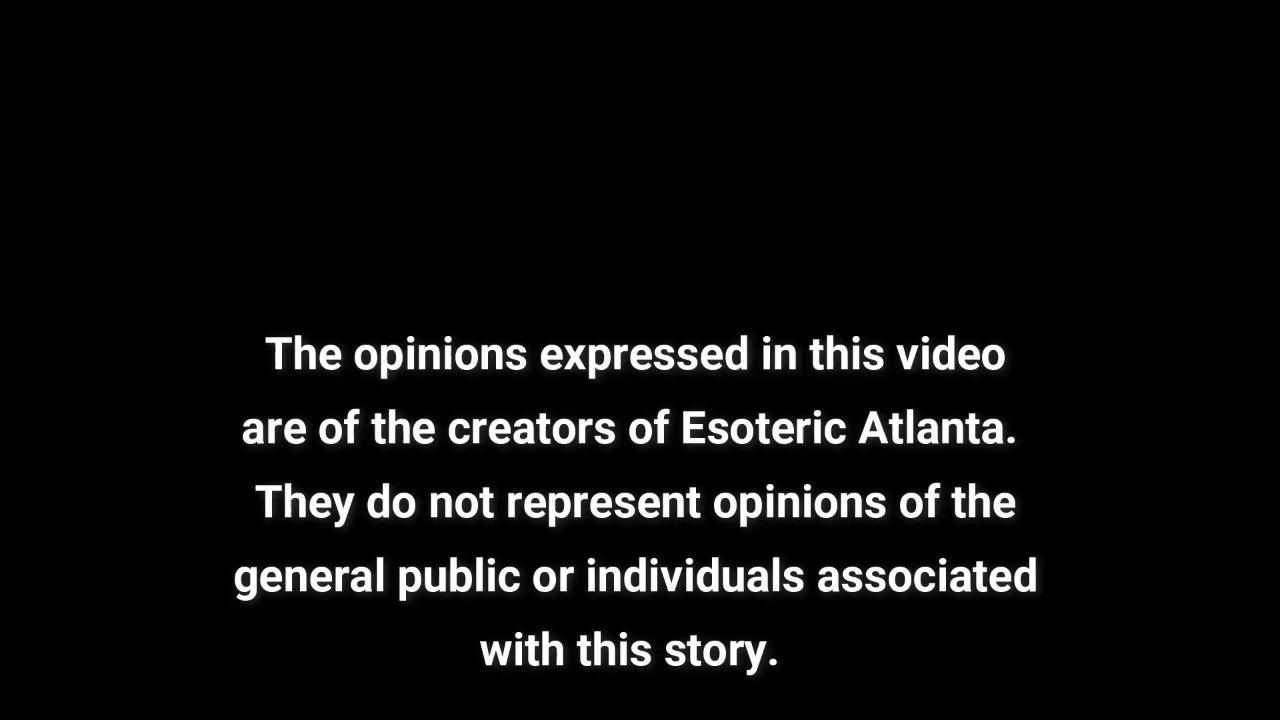 The opinions expressed in this video
are of the creators of Esoteric Atlanta.
They do not represent opinions of the
general public or individuals associated
with this story.